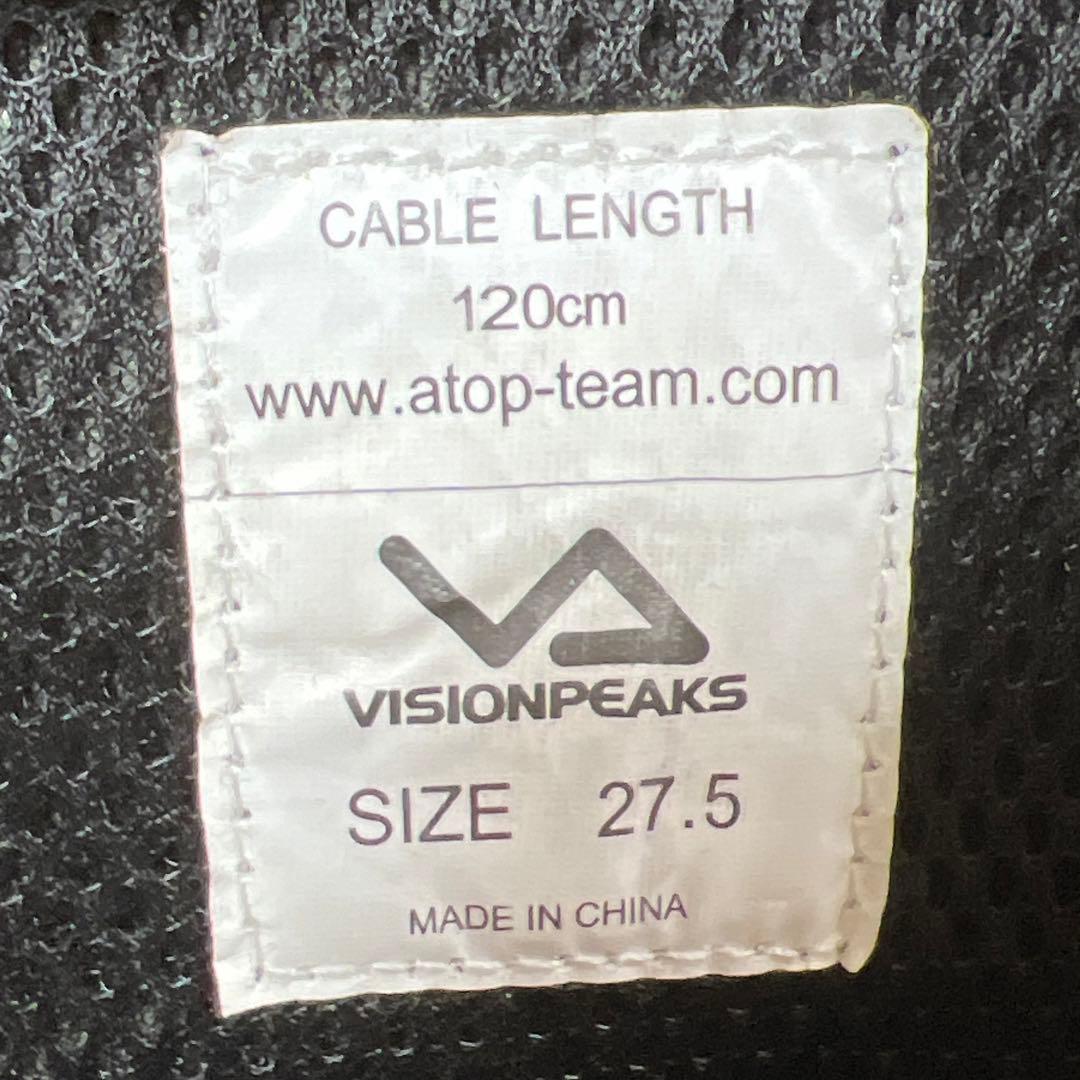 CABLE LENGTH
120cm
www.atop-team.com
VISIONPEAKS
SIZE 27.5
MADE IN CHINA